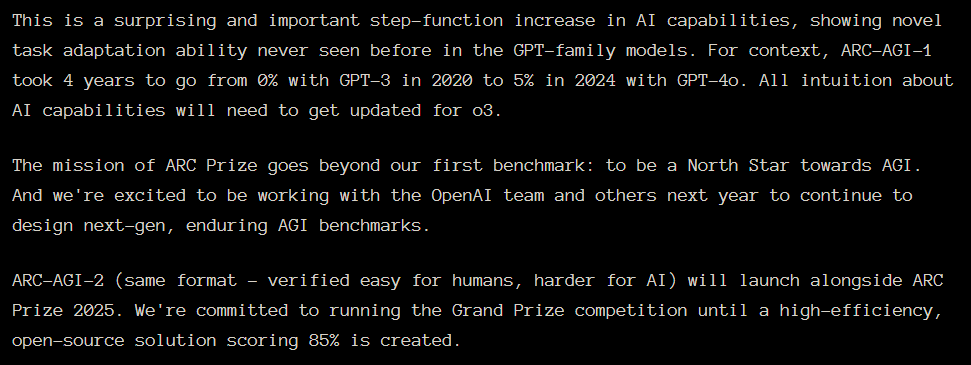 This is a surprising and important step-function increase in AI capabilities, showing novel
task adaptation ability never seen before in the GPT-family models. For context, ARC-AGI-1
took 4 years to go from 0% with GPT-3 in 2020 to 5% in 2024 with GPT-4o. All intuition about
AI capabilities will need to get updated for o3.
The mission of ARC Prize goes beyond our first benchmark: to be a North Star towards AGI.
And we're excited to be working with the OpenAI team and others next year to continue to
design next-gen, enduring AGI benchmarks.
ARC-AGI-2 (same format - verified easy for humans, harder for AI) will launch alongside ARC
Prize 2025. We're committed to running the Grand Prize competition until a high-efficiency,
open-source solution scoring 85% is created.